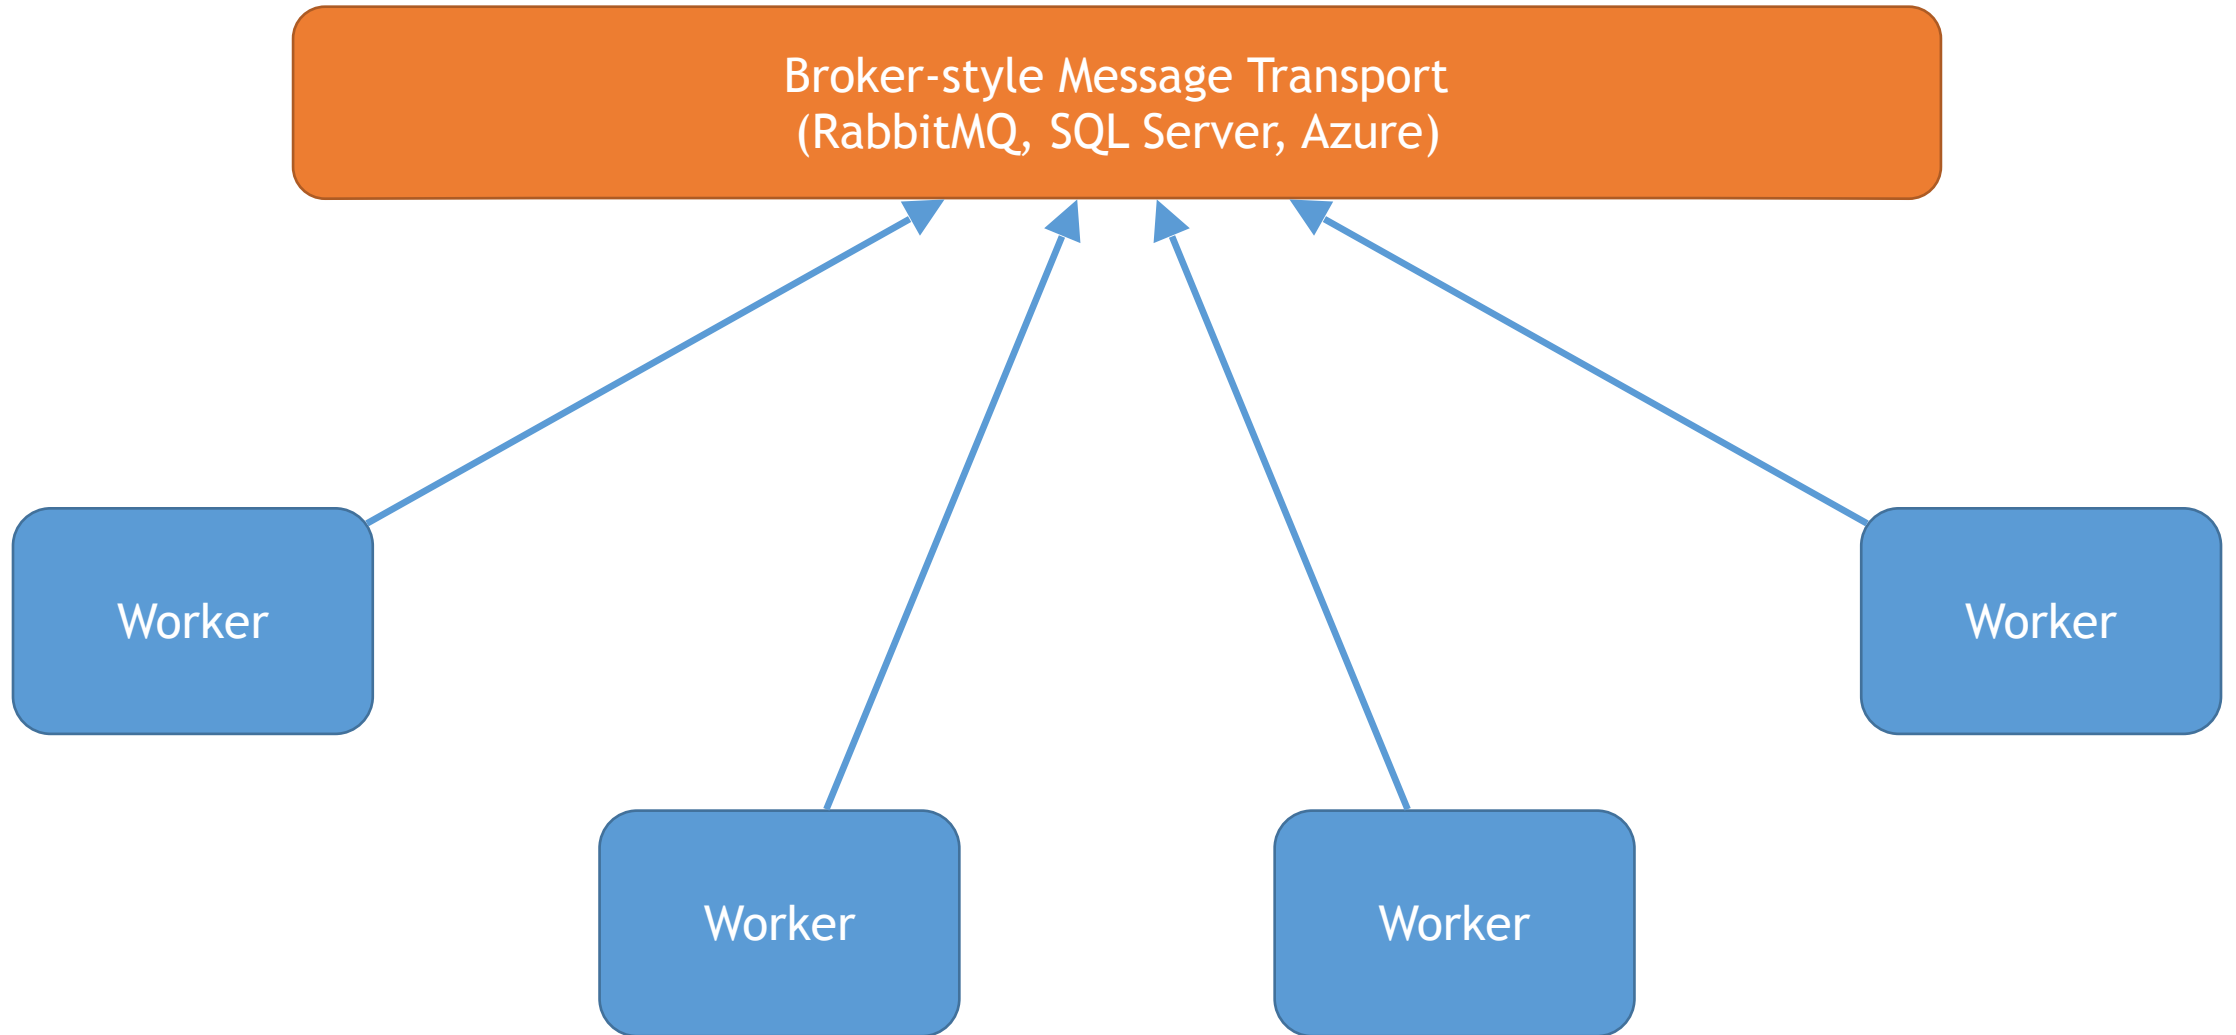 Broker-style Message Transport
(RabbitMQ, SQL Server, Azure)
Worker
Worker
Worker
Worker